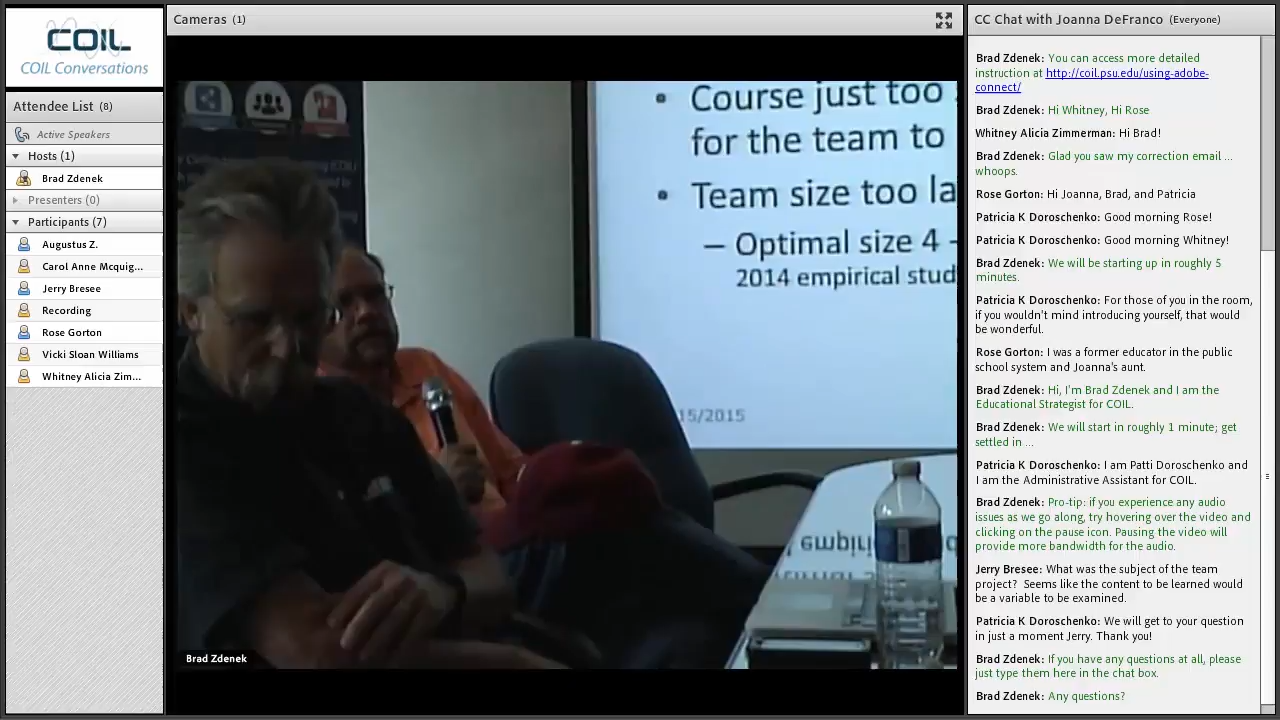 COIL
COIL Conversations
Attendee List (8)
Active Speakers
Hosts (1)
Brad Zdenek
Presenters (0)
Participants (7)
Augustus Z.
Carol Anne Mcquig...
Jerry Bresee
Recording
Rose Gorton
Vicki Sloan Williams
Whitney Alicia Zim...
Cameras (1)
Course just too
for the team to
Team size too la
– Optimal size 4 -
2014 empirical stud
15/2015
Brad Zdenek
CC Chat with Joanna DeFranco (Everyone)
Brad Zdenek: You can access more detailed
instruction at http://coil.psu.edu/using-adobe-
connect/
Brad Zdenek: Hi Whitney, Hi Rose
Whitney Alicia Zimmerman: Hi Brad!
Brad Zdenek: Glad you saw my correction email ...
whoops.
Rose Gorton: Hi Joanna, Brad, and Patricia
Patricia K Doroschenko: Good morning Rose!
Patricia K Doroschenko: Good morning Whitney!
Brad Zdenek: We will be starting up in roughly 5
minutes.
Patricia K Doroschenko: For those of you in the room,
if you wouldn't mind introducing yourself, that would
be wonderful.
Rose Gorton: I was a former educator in the public
school system and Joanna's aunt.
Brad Zdenek: Hi, I'm Brad Zdenek and I am the
Educational Strategist for COIL.
Brad Zdenek: We will start in roughly 1 minute; get
settled in ...
Patricia K Doroschenko: I am Patti Doroschenko and
I am the Administrative Assistant for COIL.
Brad Zdenek: Pro-tip: if you experience any audio
issues as we go along, try hovering over the video and
clicking on the pause icon. Pausing the video will
provide more bandwidth for the audio.
Jerry Bresee: What was the subject of the team
project? Seems like the content to be learned would
be a variable to be examined.
Patricia K Doroschenko: We will get to your question
in just a moment Jerry. Thank you!
Brad Zdenek: If you have any questions at all, please
just type them here in the chat box.
Brad Zdenek: Any questions?